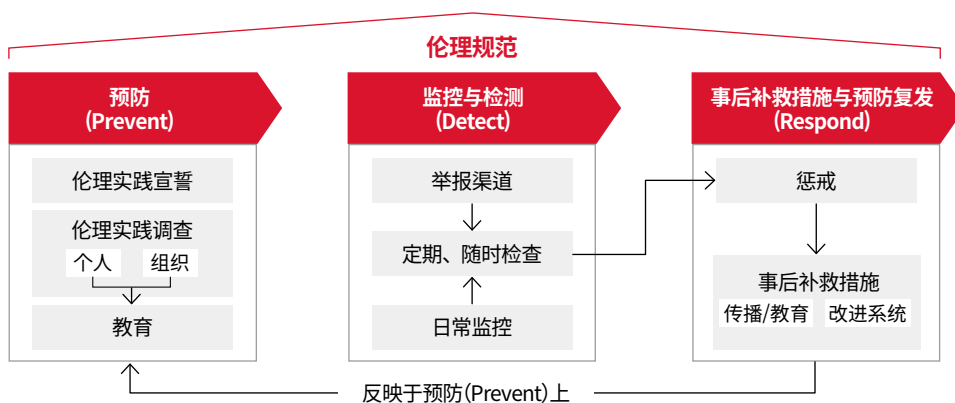 伦理规范
预防
(Prevent)
伦理实践宣誓
伦理实践调查
个人 组织
教育
监控与检测
(Detect)
举报渠道
定期、随时检查
日常监控
事后补救措施与预防复发
(Respond)
惩戒
事后补救措施
传播/教育 改进系统
反映于预防(Prevent)上